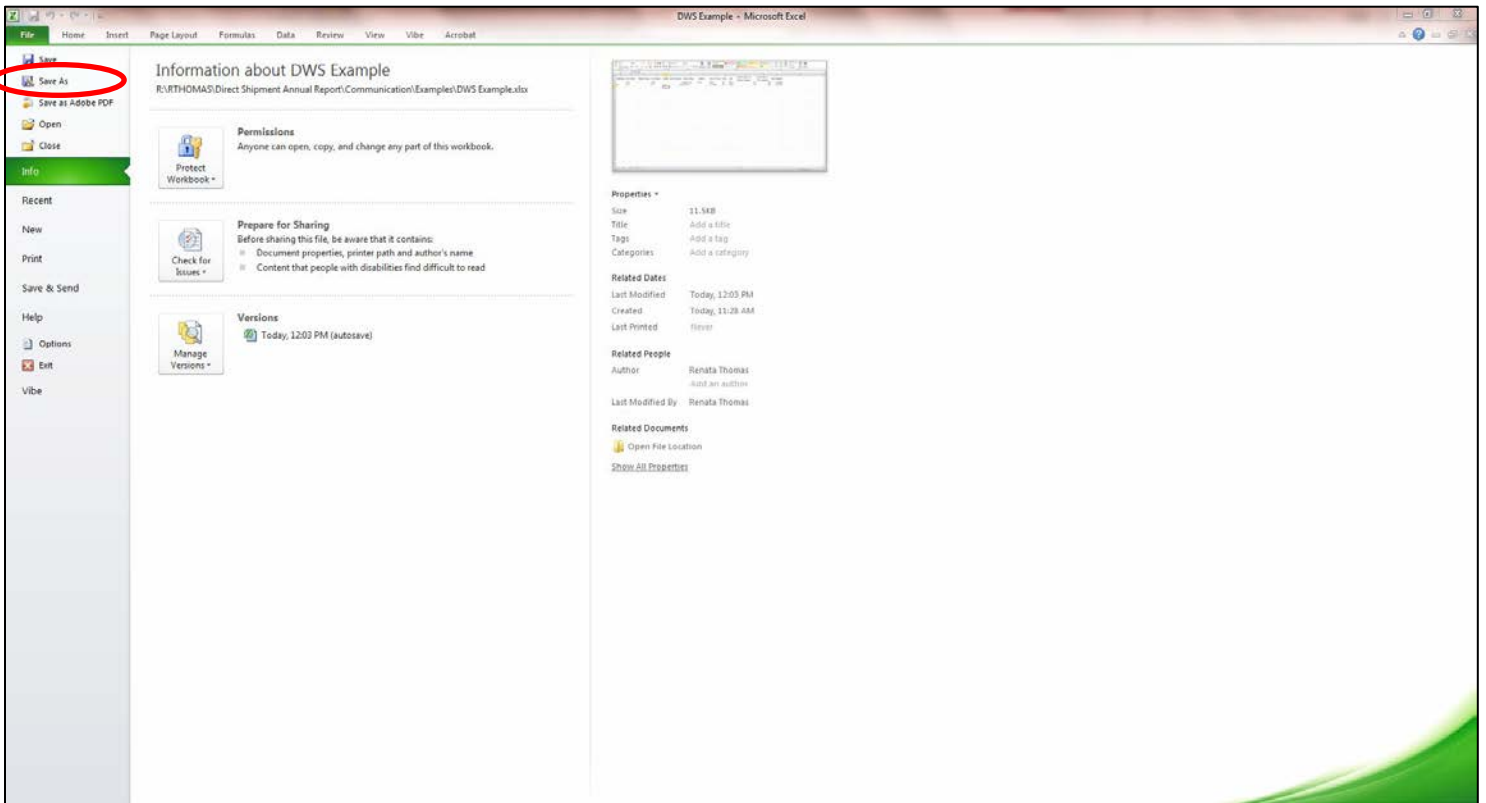 DWS Example - Microsoft Excel
File Home Insert Page Layout Formulas Data Review View Vibe Acrobat
Save
Save As
Save as Adobe PDF
Open
Close
Info
Recent
New
Print
Save & Send
Help
Options
Exit
Vibe
Information about DWS Example
R:\RTHOMAS\Direct Shipment Annual Report\Communication\Examples\DWS Example.xlsx
Protect
Workbook
Permissions
Anyone can open, copy, and change any part of this workbook.
Check for
Issues
Prepare for Sharing
Before sharing this file, be aware that it contains:
Document properties, printer path and author's name
Content that people with disabilities find difficult to read
Manage
Versions
Versions
Today, 12:03 PM (autosave)
Properties
Size 11.5KB
Title Add a title
Tags Add a tag
Categories Add a category
Related Dates
Last Modified Today, 12:03 PM
Created Today, 11:28 AM
Last Printed Never
Related People
Author Renata Thomas
Add an author
Last Modified By Renata Thomas
Related Documents
Open File Location
Show All Properties